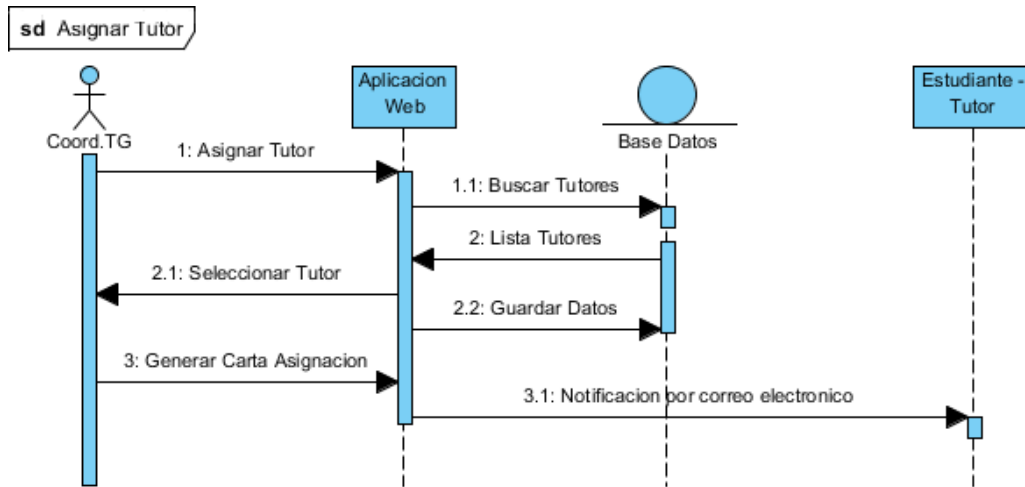 sd Asignar Tutor
Coord.TG
Aplicacion
Web
Base Datos
Estudiante -
Tutor
1: Asignar Tutor
1.1: Buscar Tutores
2: Lista Tutores
2.1: Seleccionar Tutor
2.2: Guardar Datos
3: Generar Carta Asignacion
3.1: Notificacion por correo electronico